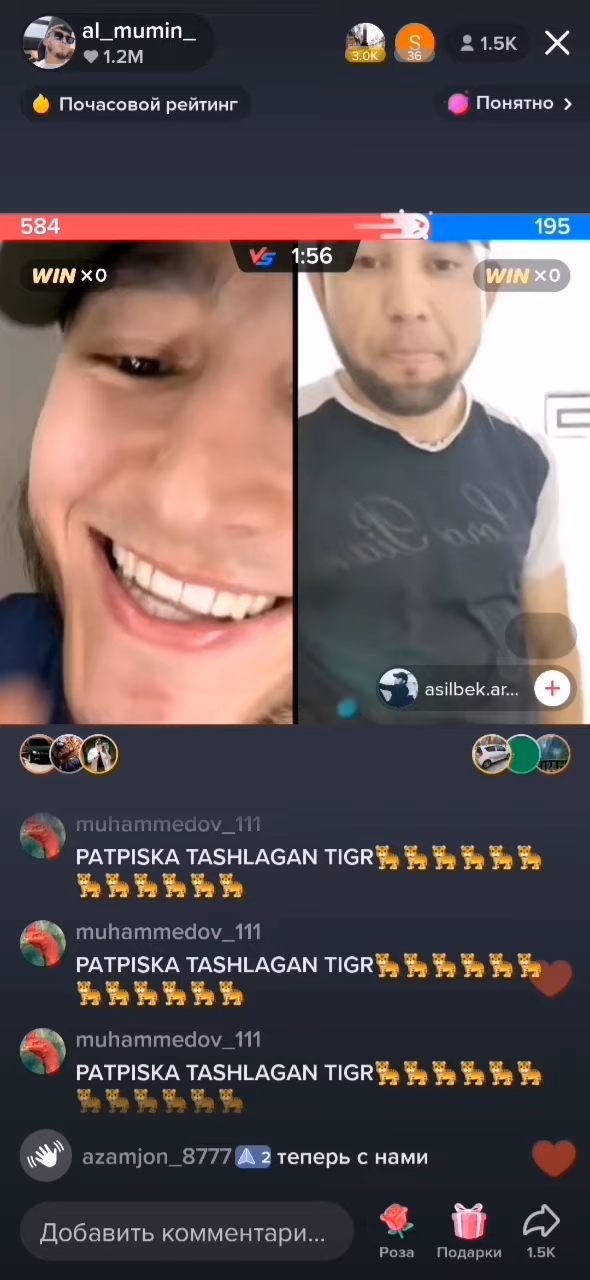 al_mumin_
1.2M
3.0K
S
36
1.5K
Почасовой рейтинг
Понятно
584
195
VS 1:56
WIN ×0
WIN ×0
asilbek.ar...
muhammedov_111
PATPISKA TASHLAGAN TIGR🐅🐅🐅🐅🐅🐅
🐅🐅🐅🐅🐅🐅
muhammedov_111
PATPISKA TASHLAGAN TIGR🐅🐅🐅🐅🐅🐅
🐅🐅🐅🐅🐅🐅
muhammedov_111
PATPISKA TASHLAGAN TIGR🐅🐅🐅🐅🐅🐅
🐅🐅🐅🐅🐅🐅
azamjon_8777 2 теперь с нами
Добавить комментари...
Роза
Подарки
1.5K